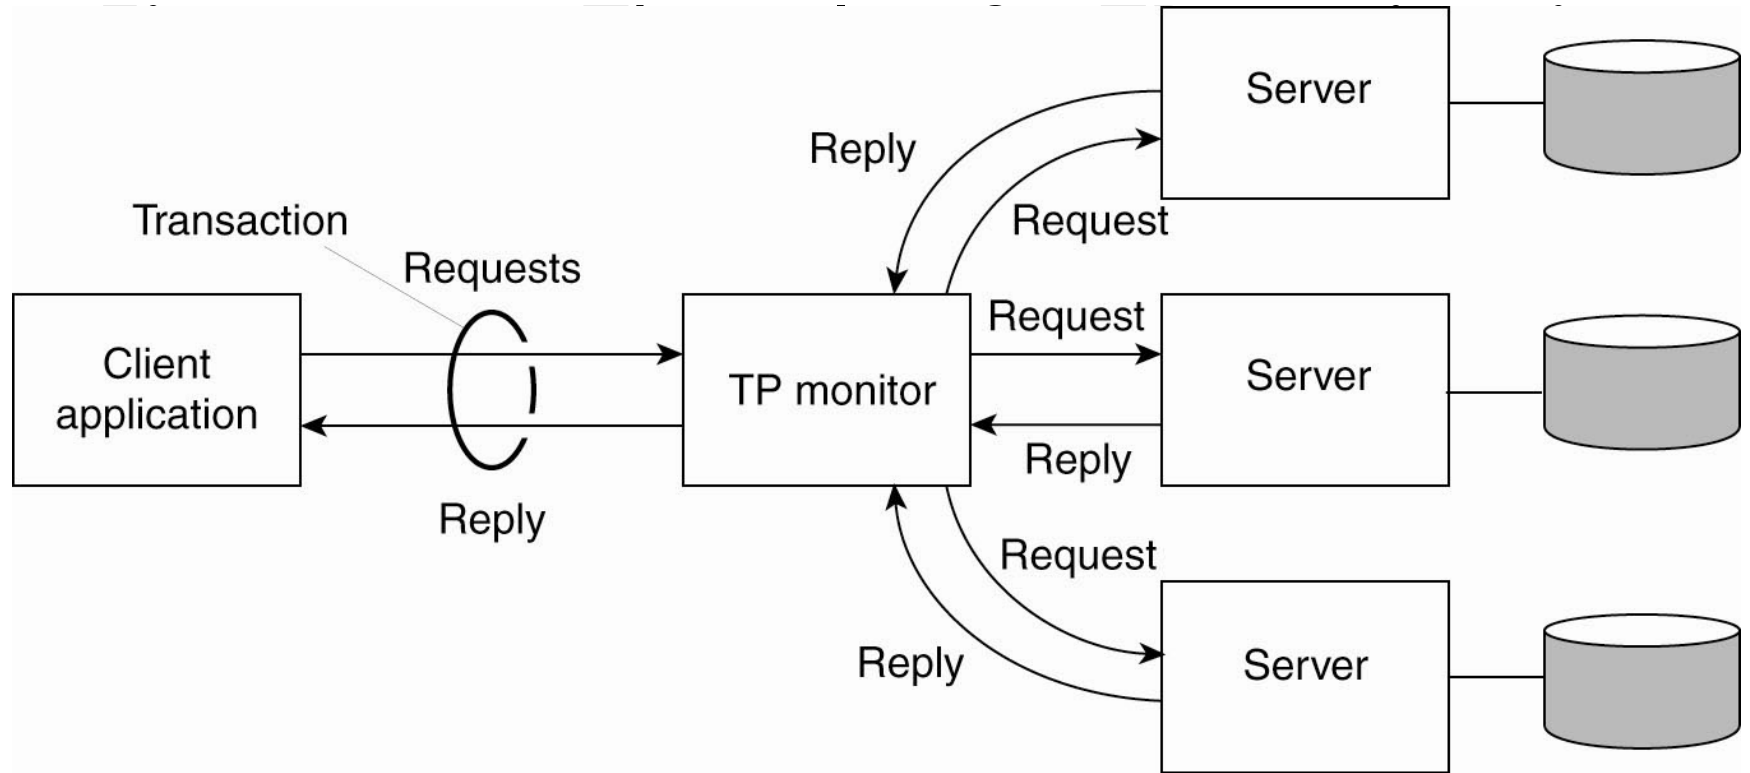 Server
Reply
Request
Transaction
Requests
Client
application
TP monitor
Request
Server
Reply
Reply
Request
Reply
Server